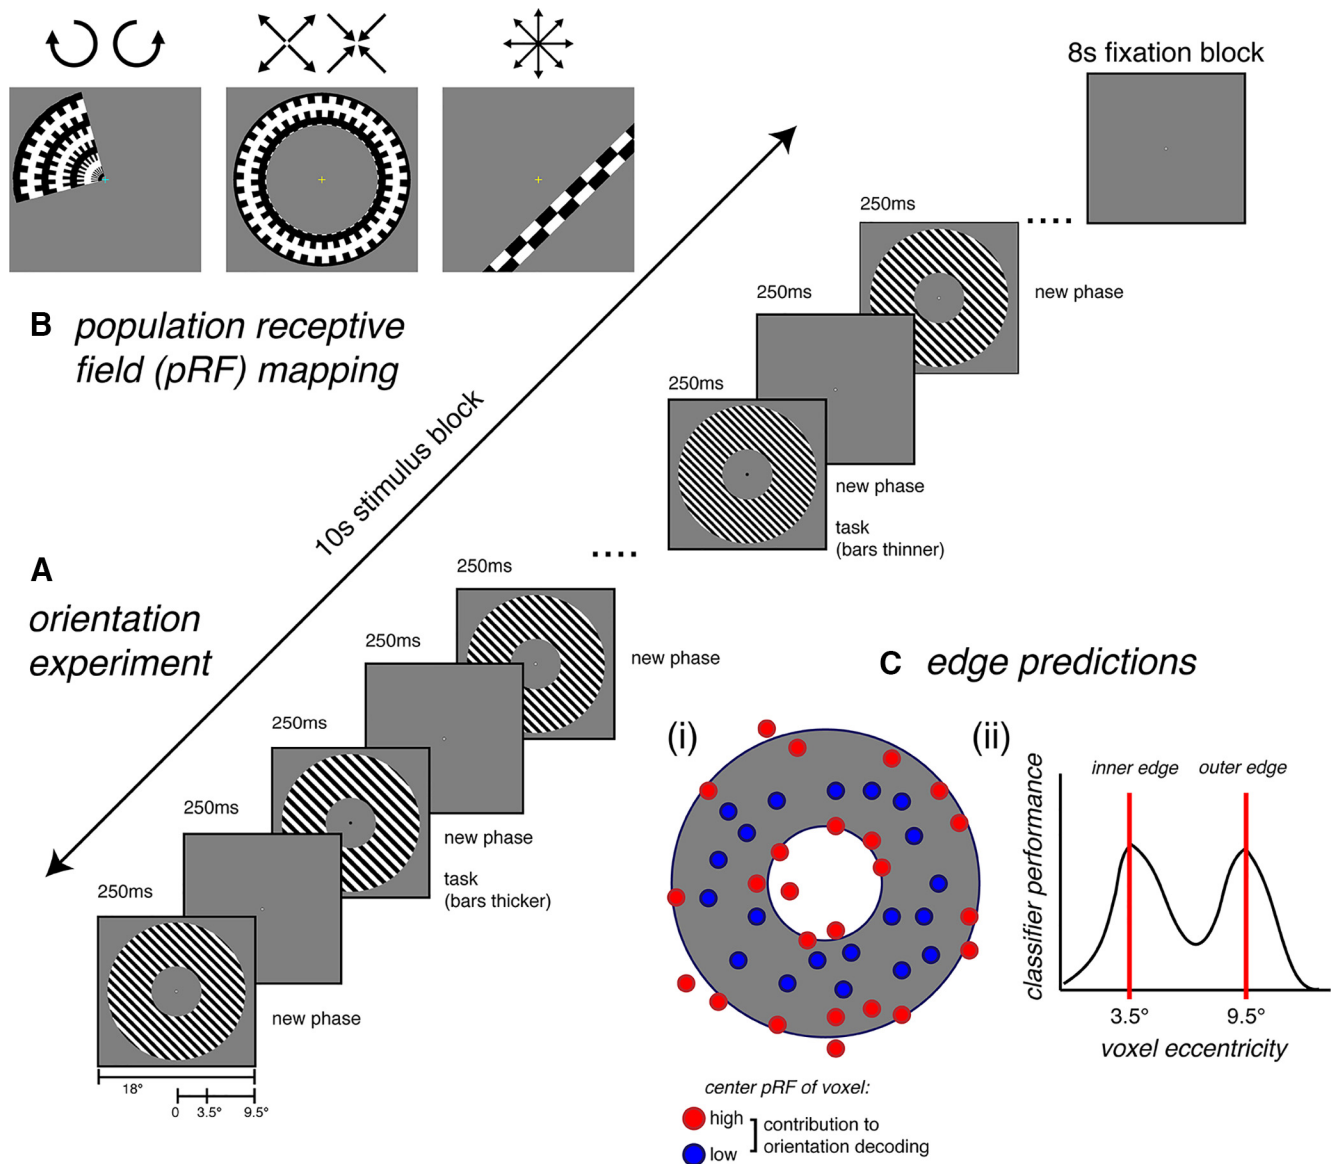 8s fixation block
B population receptive
field (pRF) mapping
250ms
....
new phase
250ms
250ms
new phase
task
(bars thinner)
10s stimulus block
A
orientation
experiment
....
250ms
new phase
250ms
250ms
new phase
task
(bars thicker)
250ms
250ms
new phase
18°
0 3.5° 9.5°
C edge predictions
(i)
(ii)
inner edge outer edge
classifier performance
3.5° 9.5°
voxel eccentricity
center pRF of voxel:
high
low
contribution to
orientation decoding